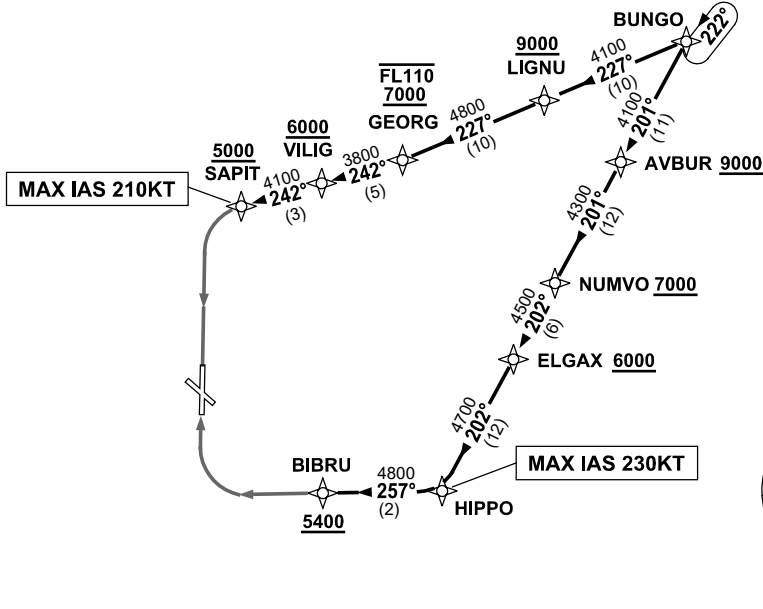 BUNGO
222°
9000
LIGNU
4100
227°
(10)
FL110
7000
GEORG
4800
227°
(10)
4100
201°
(11)
6000
VILIG
3800
242°
(5)
AVBUR 9000
5000
SAPIT
4100
242°
(3)
MAX IAS 210KT
4300
201°
(12)
NUMVO 7000
4500
202°
(6)
ELGAX 6000
4700
202°
(12)
MAX IAS 230KT
BIBRU
4800
257°
(2)
HIPPO
5400